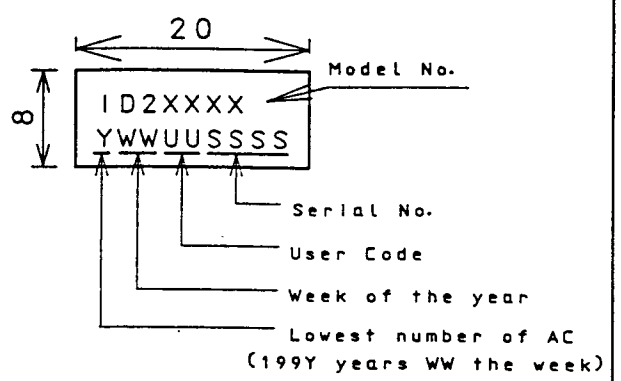 20
Model No.
8
ID2XXXX
YWWUUSSSS
Serial No.
User Code
Week of the year
Lowest number of AC
(199Y years WW the week)